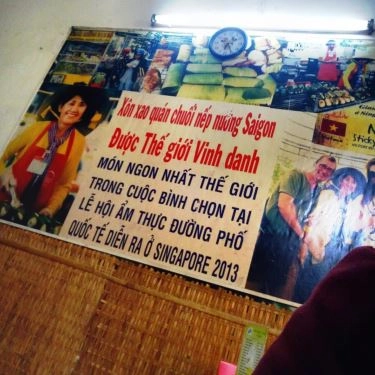 Xôn xao quán chuối nếp nướng Saigon
Được Thế giới Vinh danh
MÓN NGON NHẤT THẾ GIỚI
TRONG CUỘC BÌNH CHỌN TẠI
LỄ HỘI ẨM THỰC ĐƯỜNG PHỐ
QUỐC TẾ DIỄN RA Ở SINGAPORE 2013